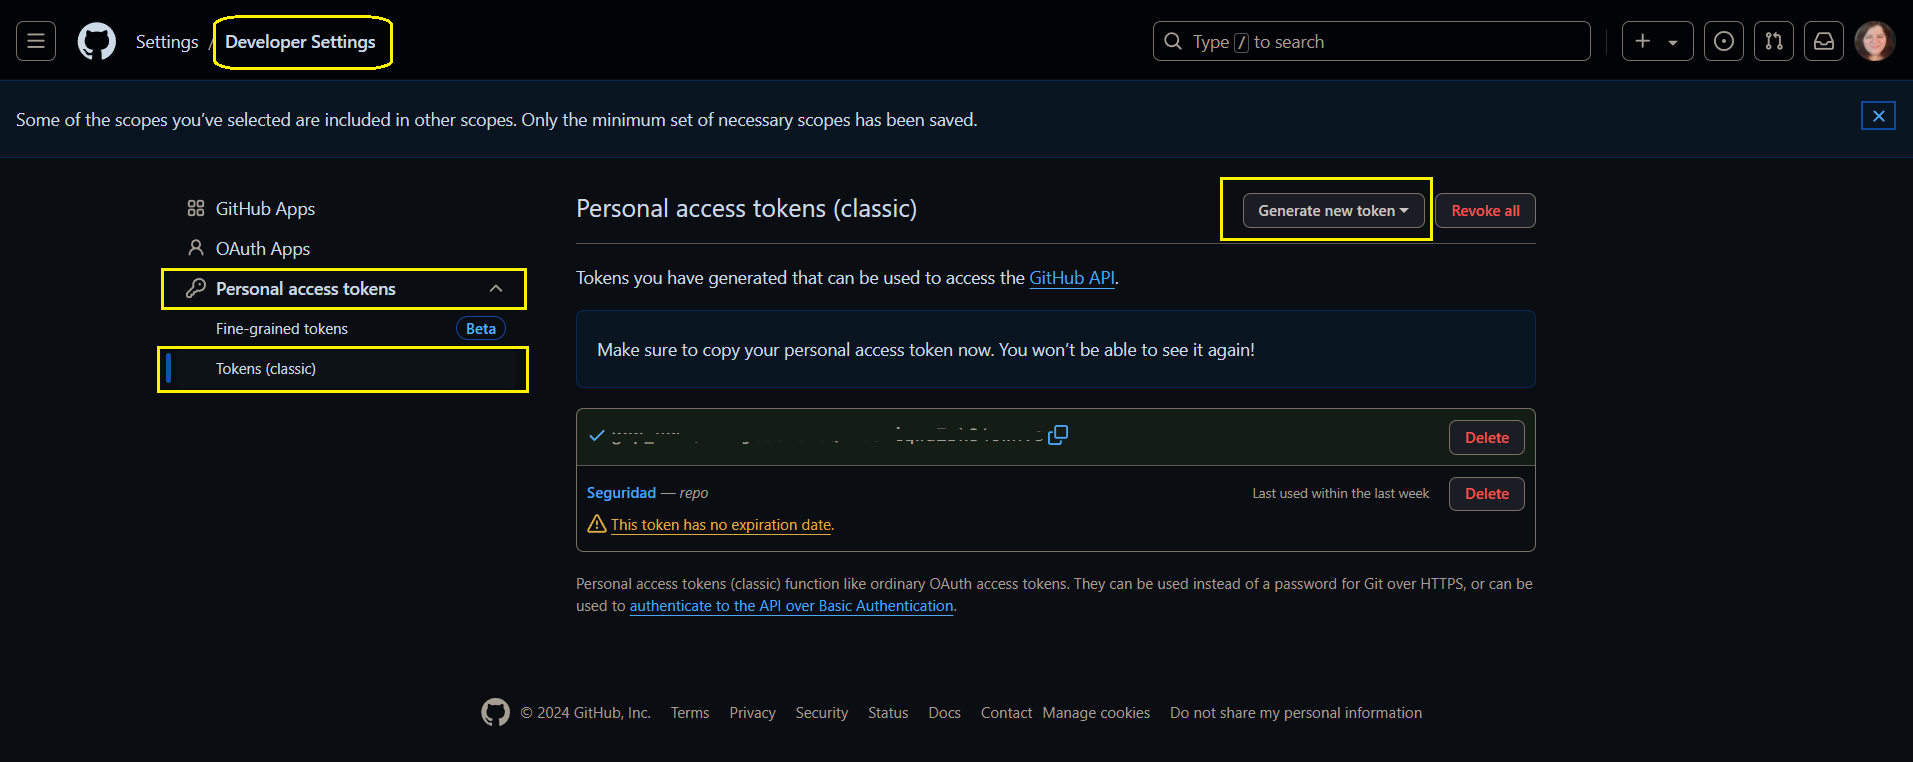 Settings / Developer Settings
Type / to search
Some of the scopes you've selected are included in other scopes. Only the minimum set of necessary scopes has been saved.
GitHub Apps
OAuth Apps
Personal access tokens
Fine-grained tokens Beta
Tokens (classic)
Personal access tokens (classic)
Generate new token
Revoke all
Tokens you have generated that can be used to access the GitHub API.
Make sure to copy your personal access token now. You won't be able to see it again!
Delete
Seguridad — repo
Last used within the last week
Delete
This token has no expiration date.
Personal access tokens (classic) function like ordinary OAuth access tokens. They can be used instead of a password for Git over HTTPS, or can be
used to authenticate to the API over Basic Authentication.
© 2024 GitHub, Inc. Terms Privacy Security Status Docs Contact Manage cookies Do not share my personal information